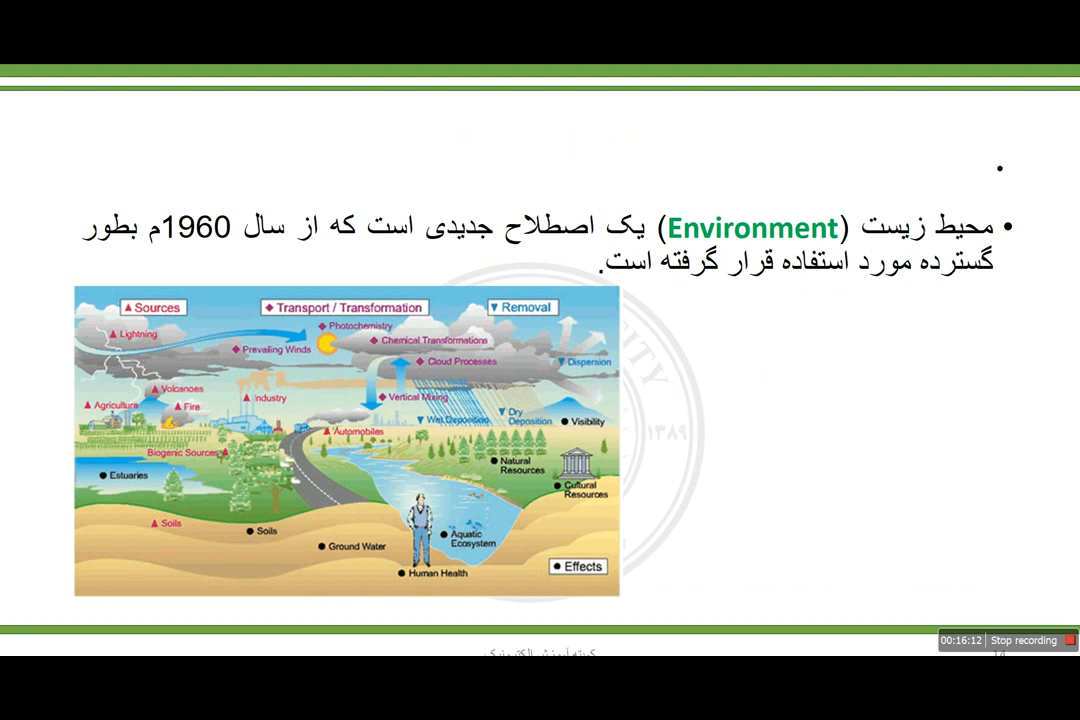 • محیط زیست (Environment) یک اصطلاح جدیدی است که از سال 1960م بطور
گسترده مورد استفاده قرار گرفته است.
▲ Sources
◆ Transport / Transformation
▼ Removal
◆ Photochemistry
▲ Lightning
◆ Chemical Transformations
◆ Prevailing Winds
◆ Cloud Processes
▼ Dispersion
▲ Volcanoes
▲ Industry
◆ Vertical Mixing
▲ Agriculture
▲ Fire
▼ Wet Deposition
▼ Dry
Deposition
● Visibility
▲ Automobiles
Biogenic Sources ▲
● Natural
Resources
● Estuaries
● Cultural
Resources
▲ Soils
● Soils
● Aquatic
Ecosystem
● Ground Water
● Effects
● Human Health
۱۳۸۹
00:16:12 Stop recording